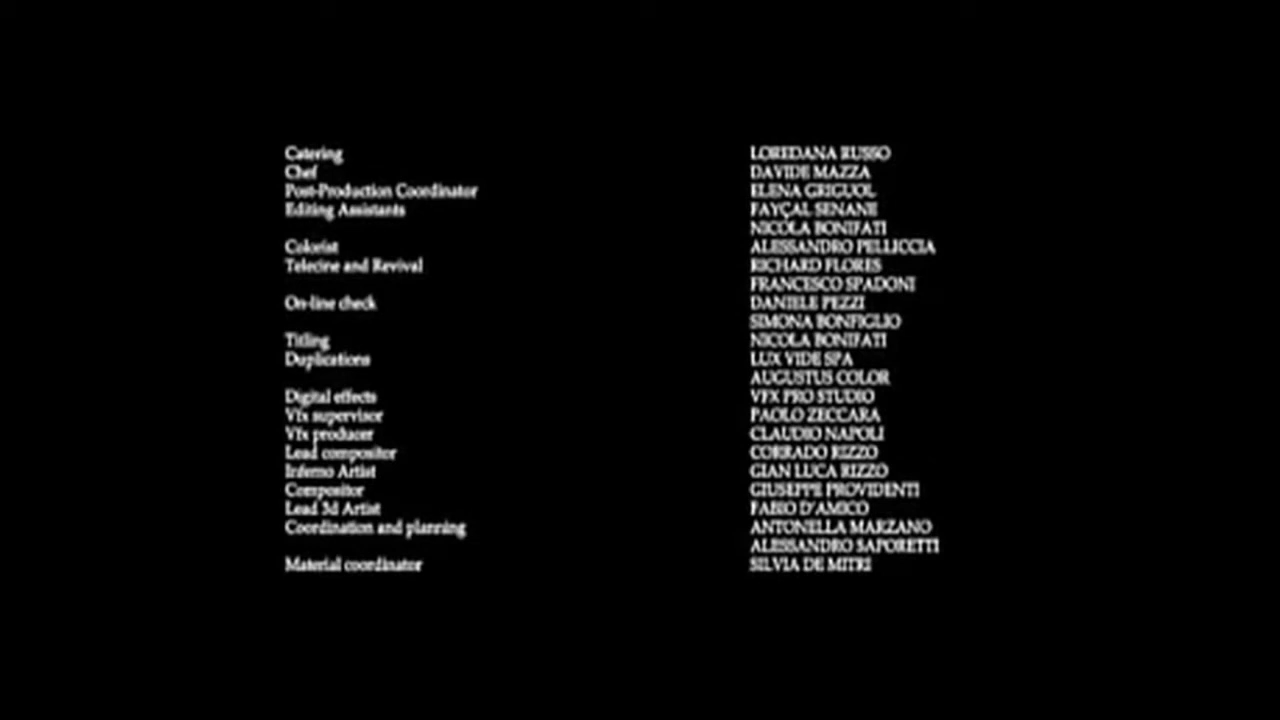 Catering LOREDANA RUSSO
Chef DAVIDE MAZZA
Post-Production Coordinator ELENA GRIGUOL
Editing Assistants FAYÇAL SENANE
NICOLA BONIFATI
Colorist ALESSANDRO PELLICCIA
Telecine and Revival RICHARD FLORES
FRANCESCO SPADONI
On-line check DANIELE PEZZI
SIMONA BONFIGLIO
Titling NICOLA BONIFATI
Duplications LUX VIDE SPA
AUGUSTUS COLOR
Digital effects VFX PRO STUDIO
Vfx supervisor PAOLO ZECCARA
Vfx producer CLAUDIO NAPOLI
Lead compositor CORRADO RIZZO
Inferno Artist GIAN LUCA RIZZO
Compositor GIUSEPPE PROVIDENTI
Lead 3d Artist FABIO D'AMICO
Coordination and planning ANTONELLA MARZANO
ALESSANDRO SAPORETTI
Material coordinator SILVIA DE MITRI